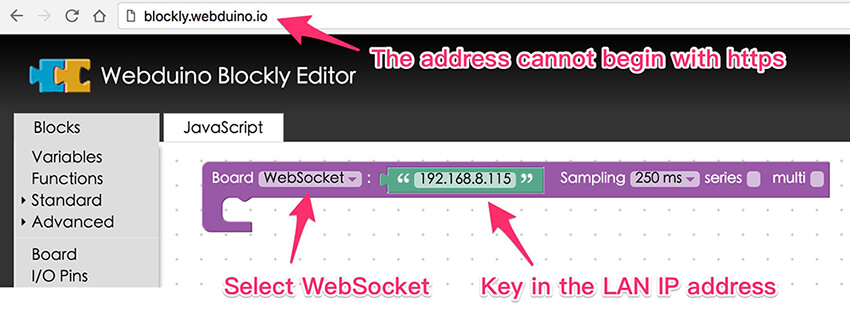 blockly.webduino.io
The address cannot begin with https
Webduino Blockly Editor
Blocks
JavaScript
Variables
Functions
Standard
Advanced
Board
I/O Pins
Board WebSocket : “ 192.168.8.115 ” Sampling 250 ms series multi
Select WebSocket
Key in the LAN IP address